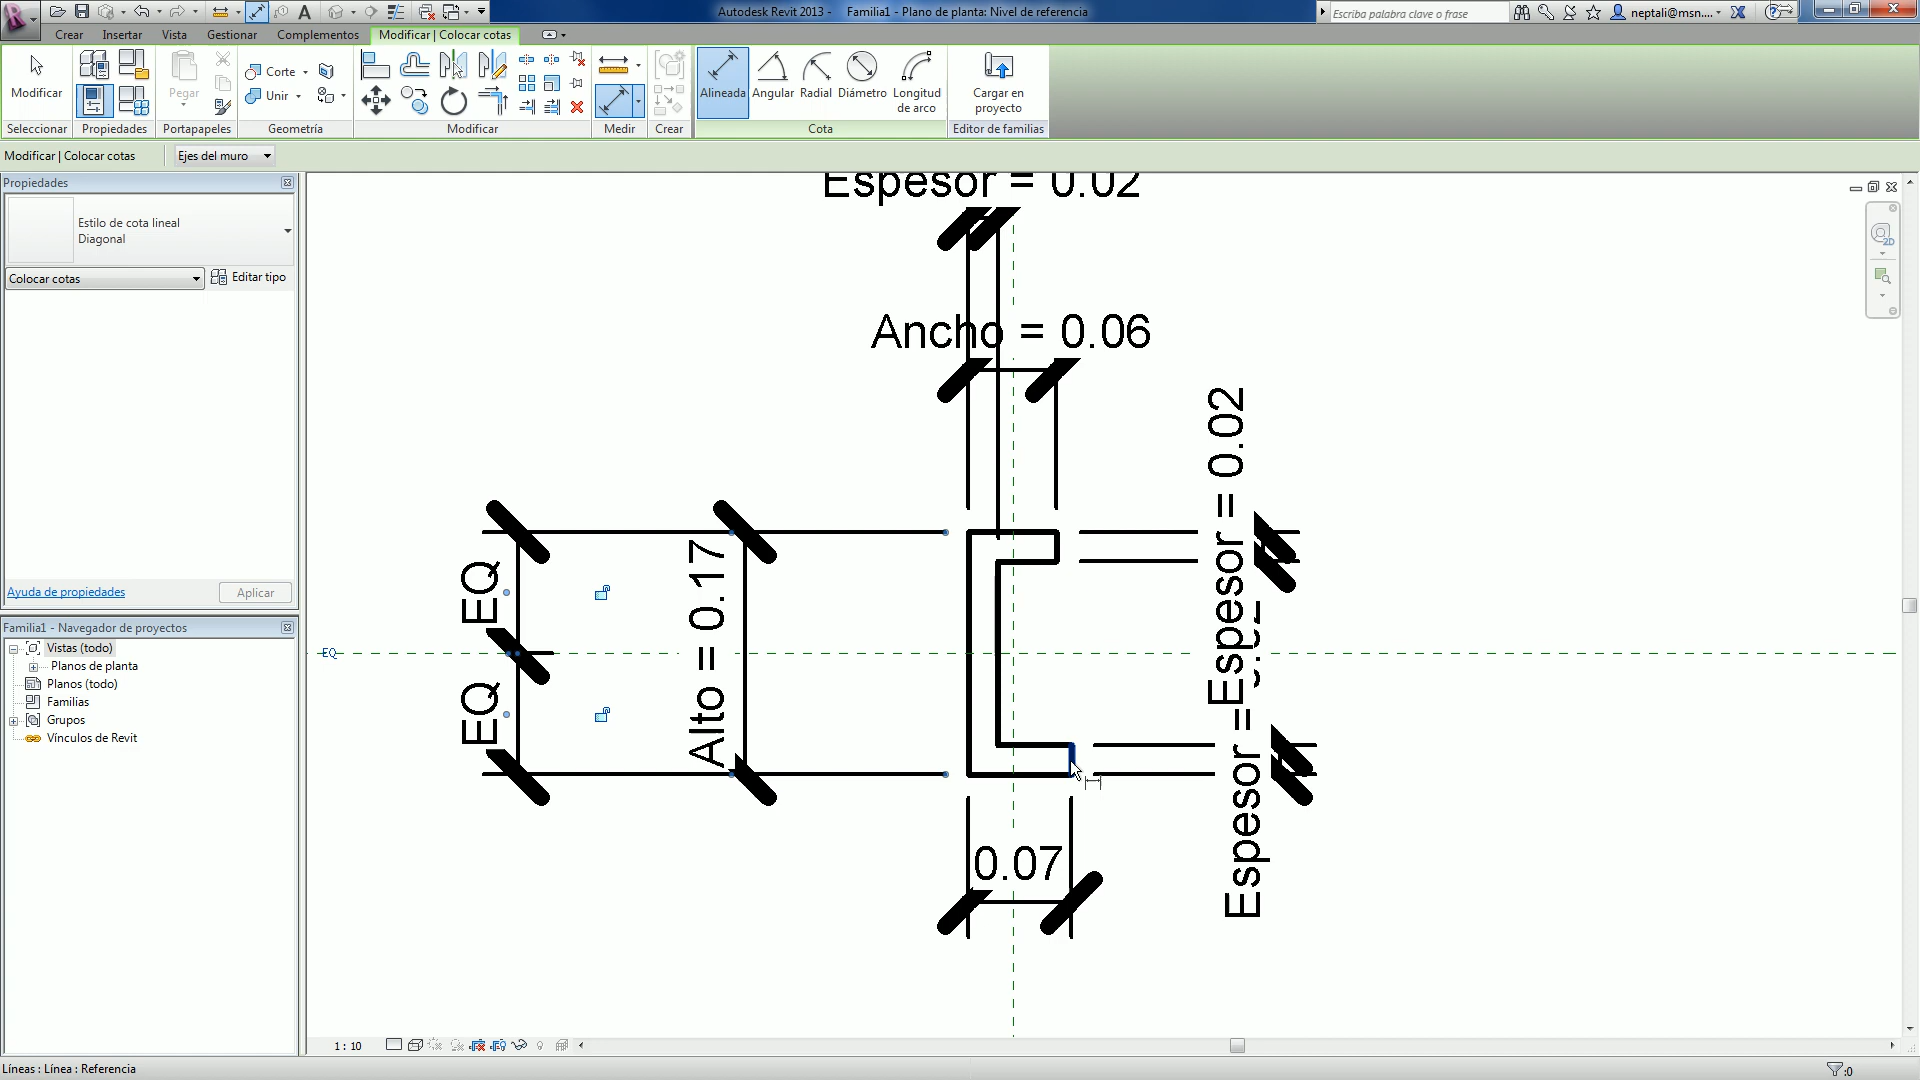 Autodesk Revit 2013 - Familia1 - Plano de planta: Nivel de referencia
Escriba palabra clave o frase
neptali@msn....
Crear Insertar Vista Gestionar Complementos Modificar | Colocar cotas
Modificar
Pegar
Corte
Unir
Alineada Angular Radial Diámetro Longitud de arco
Cargar en proyecto
Seleccionar Propiedades Portapapeles Geometría Modificar Medir Crear Cota Editor de familias
Modificar | Colocar cotas Ejes del muro
Propiedades
Estilo de cota lineal
Diagonal
Colocar cotas Editar tipo
Ayuda de propiedades Aplicar
Familia1 - Navegador de proyectos
Vistas (todo)
Planos de planta
Planos (todo)
Familias
Grupos
Vínculos de Revit
Espesor = 0.02
Ancho = 0.06
EQ
EQ
EQ
Alto = 0.17
Espesor = 0.02
Espesor =
0.07
1 : 10
Líneas : Línea : Referencia
:0
2D